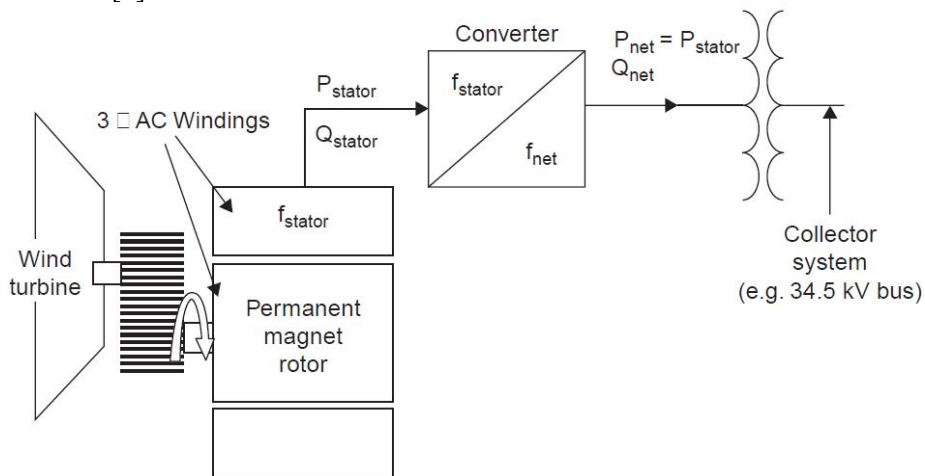 Converter
P_net = P_stator
Q_net
P_stator
Q_stator
f_stator
f_net
3 □ AC Windings
f_stator
Wind
turbine
Permanent
magnet
rotor
Collector
system
(e.g. 34.5 kV bus)